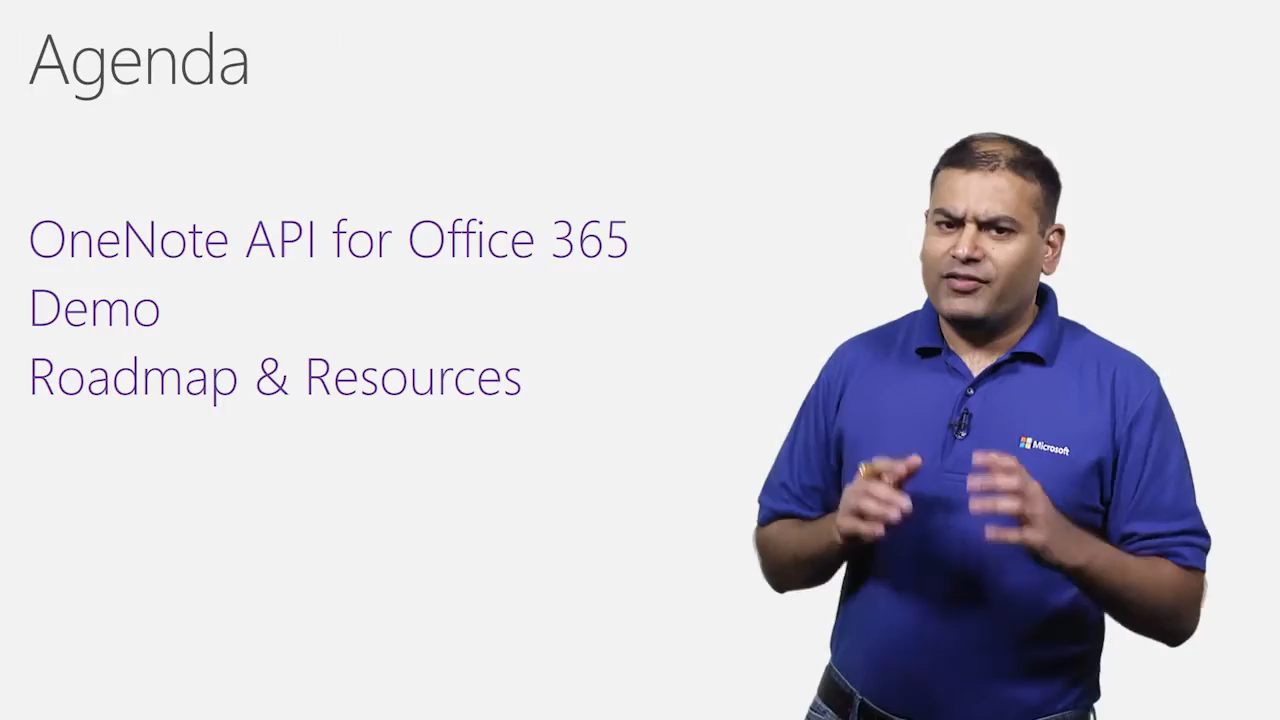 Agenda
OneNote API for Office 365
Demo
Roadmap & Resources
Microsoft